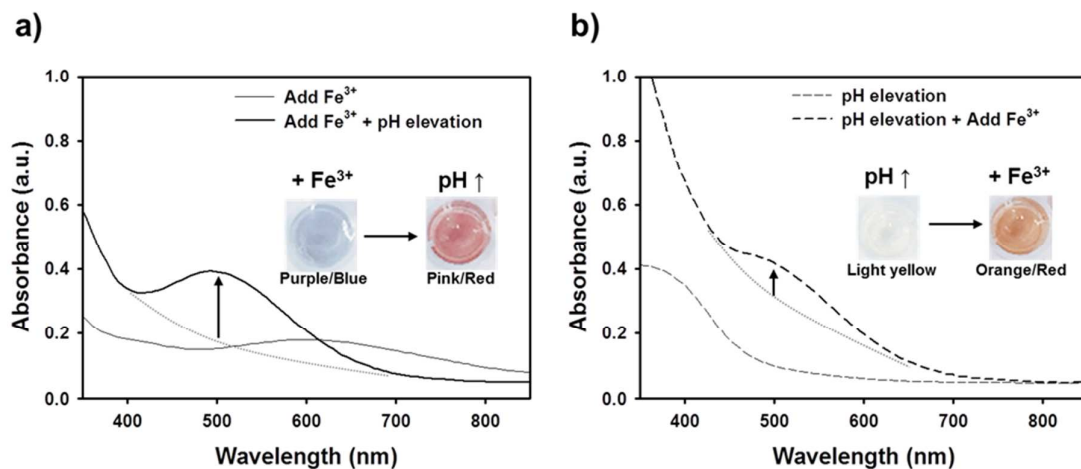 a)
1.0
0.8
0.6
0.4
0.2
0.0
400 500 600 700 800
Absorbance (a.u.)
Wavelength (nm)
Add Fe³⁺
Add Fe³⁺ + pH elevation
+ Fe³⁺
pH ↑
Purple/Blue
Pink/Red
b)
1.0
0.8
0.6
0.4
0.2
0.0
400 500 600 700 800
Absorbance (a.u.)
Wavelength (nm)
pH elevation
pH elevation + Add Fe³⁺
pH ↑
+ Fe³⁺
Light yellow
Orange/Red